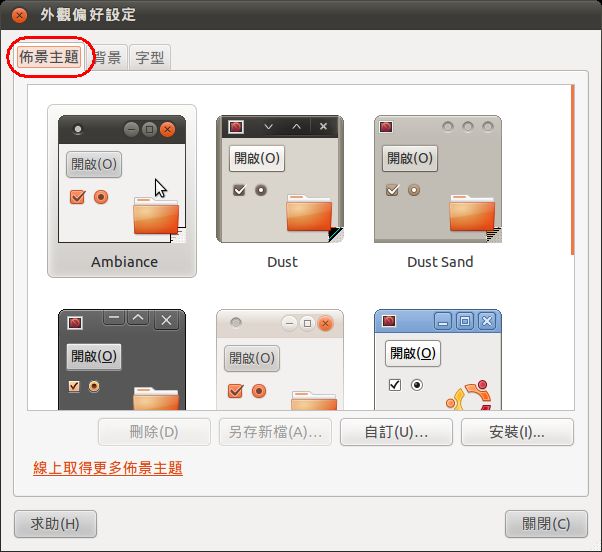 外觀偏好設定
佈景主題 背景 字型
開啟(O) 開啟(O) 開啟(O)
Ambiance Dust Dust Sand
開啟(O) 開啟(O) 開啟(O)
刪除(D) 另存新檔(A)... 自訂(U)... 安裝(I)...
線上取得更多佈景主題
求助(H) 關閉(C)